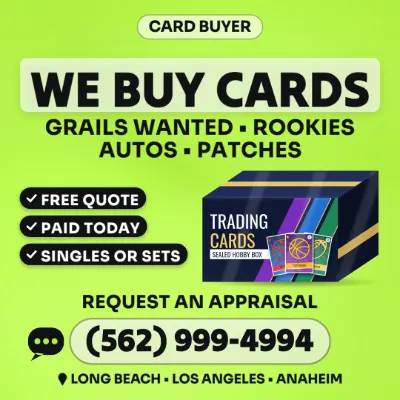 CARD BUYER
WE BUY CARDS
GRAILS WANTED • ROOKIES
AUTOS • PATCHES
FREE QUOTE
PAID TODAY
SINGLES OR SETS
TRADING
CARDS
SEALED HOBBY BOX
REQUEST AN APPRAISAL
(562) 999-4994
LONG BEACH • LOS ANGELES • ANAHEIM